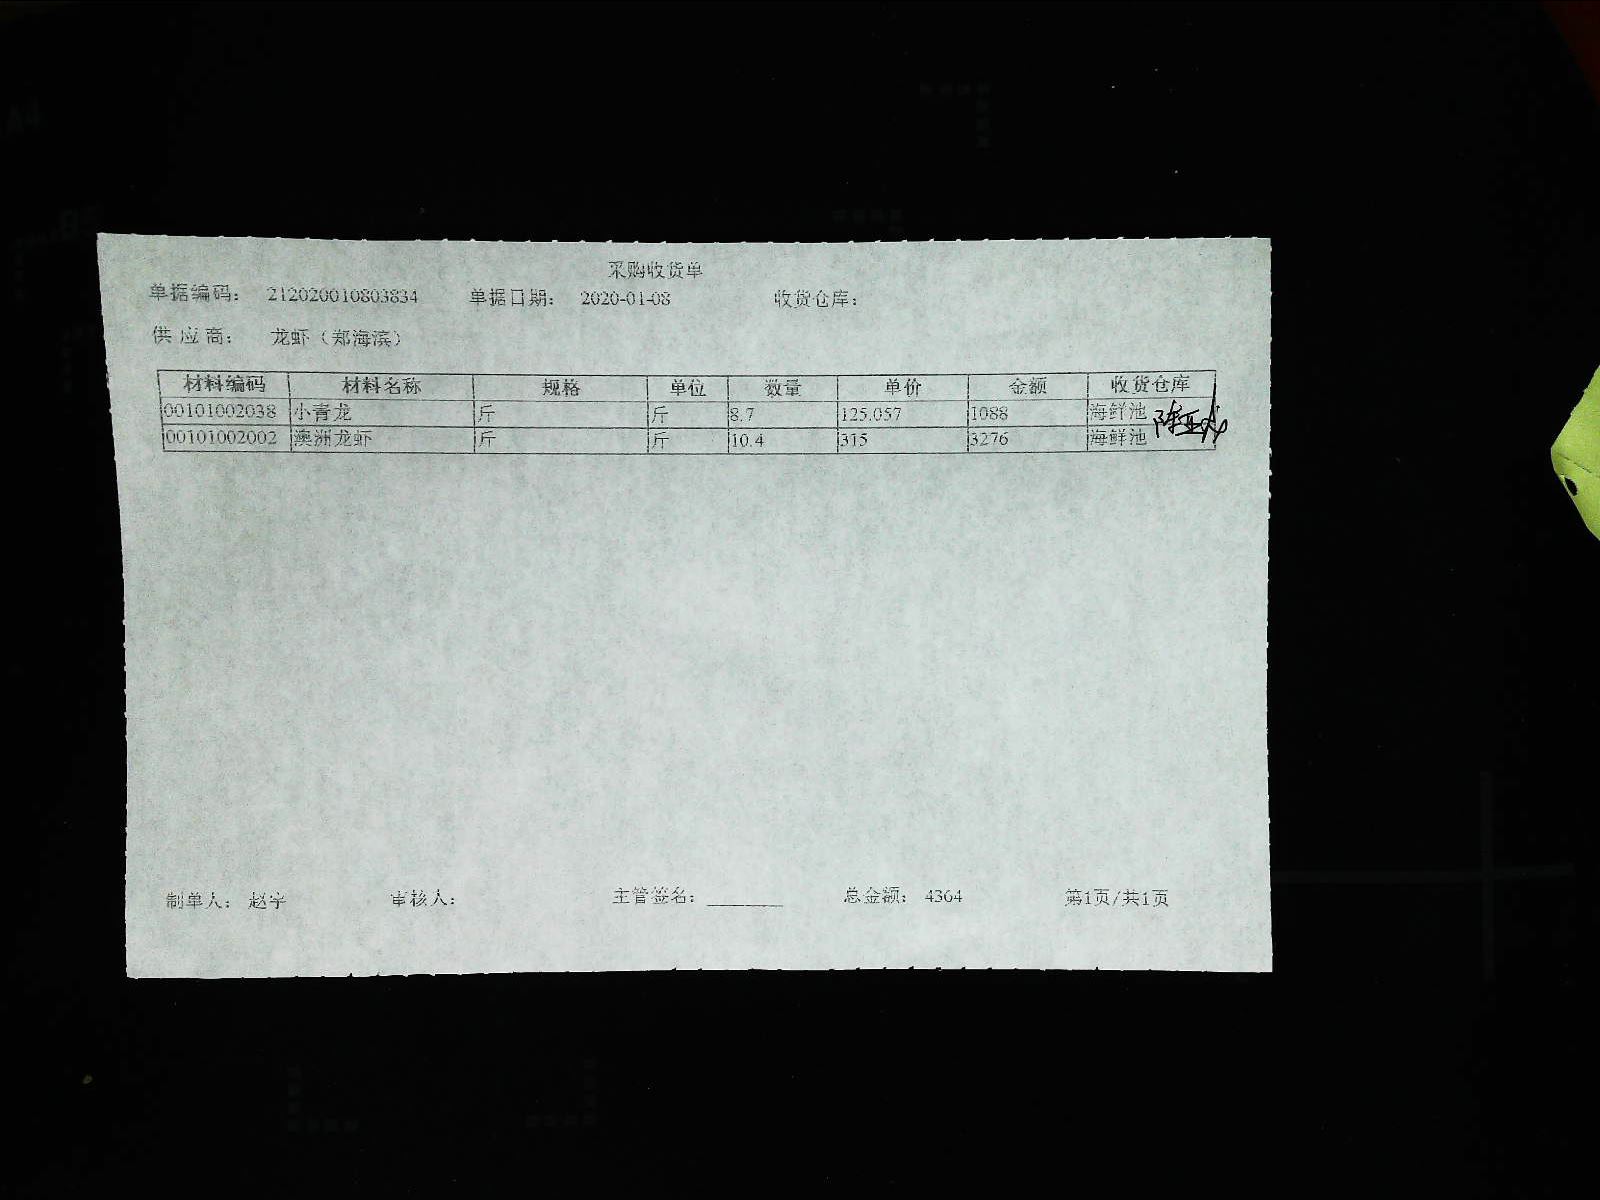 采购收货单
单据编码： 212020010803834 单据日期： 2020-01-08 收货仓库：
供 应 商： 龙虾（郑海滨）
材料编码 材料名称 规格 单位 数量 单价 金额 收货仓库
00101002038 小青龙 斤 斤 8.7 125.057 1088 海鲜池
00101002002 澳洲龙虾 斤 斤 10.4 315 3276 海鲜池
制单人： 赵宇 审核人： 主管签名： 总金额： 4364 第1页/共1页